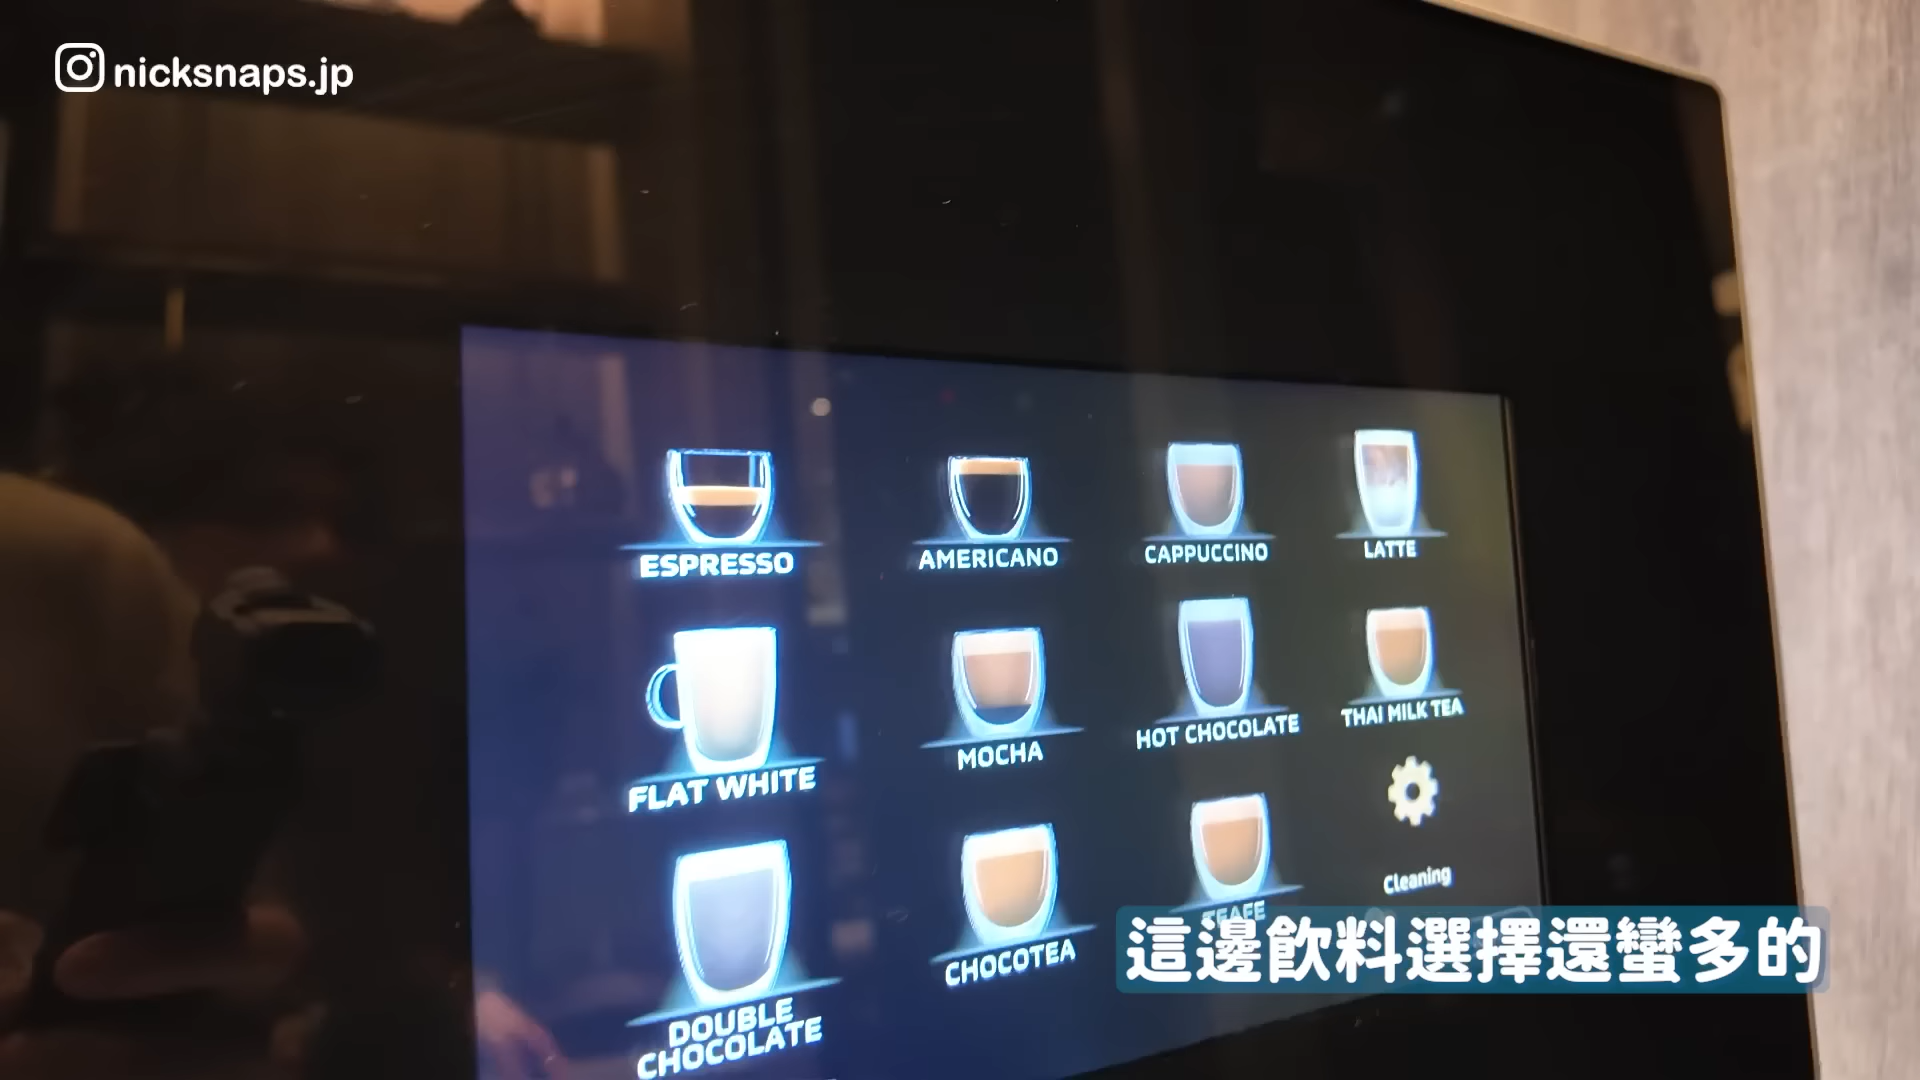 nicksnaps.jp
ESPRESSO
AMERICANO
CAPPUCCINO
LATTE
FLAT WHITE
MOCHA
HOT CHOCOLATE
THAI MILK TEA
DOUBLE
CHOCOLATE
CHOCOTEA
TEAFE
Cleaning
這邊飲料選擇還蠻多的